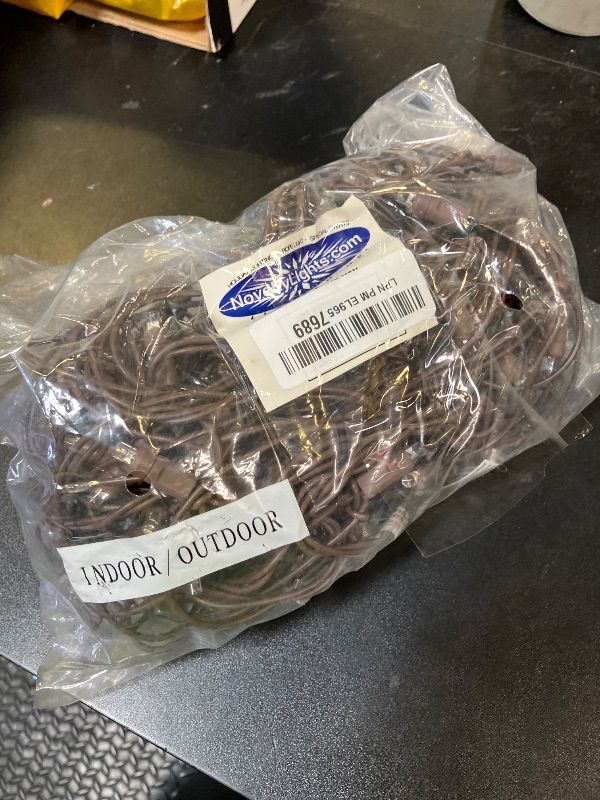 NoveltyLights.com
LPN PM EL965 7689
INDOOR / OUTDOOR